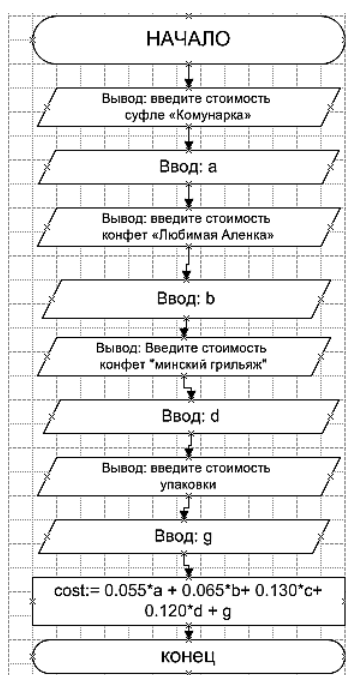 НАЧАЛО
Вывод: введите стоимость
суфле «Комунарка»
Ввод: a
Вывод: введите стоимость
конфет «Любимая Аленка»
Ввод: b
Вывод: Введите стоимость
конфет "минский грильяж"
Ввод: d
Вывод: введите стоимость
упаковки
Ввод: g
cost:= 0.055*a + 0.065*b+ 0.130*c+
0.120*d + g
конец